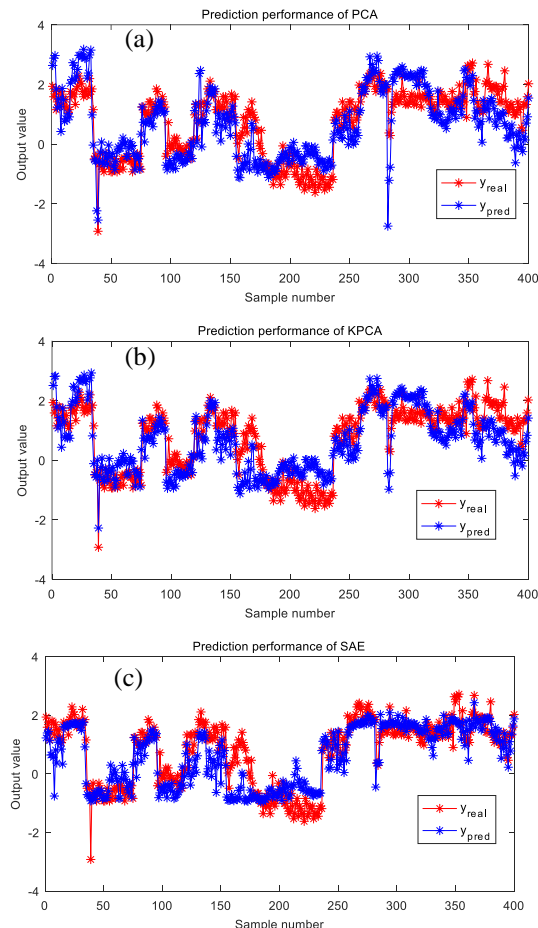 Prediction performance of PCA
(a)
4
2
0
-2
-4
Output value
y_real
y_pred
0 50 100 150 200 250 300 350 400
Sample number
Prediction performance of KPCA
(b)
4
2
0
-2
-4
Output value
y_real
y_pred
0 50 100 150 200 250 300 350 400
Sample number
Prediction performance of SAE
(c)
4
2
0
-2
-4
Output value
y_real
y_pred
0 50 100 150 200 250 300 350 400
Sample number